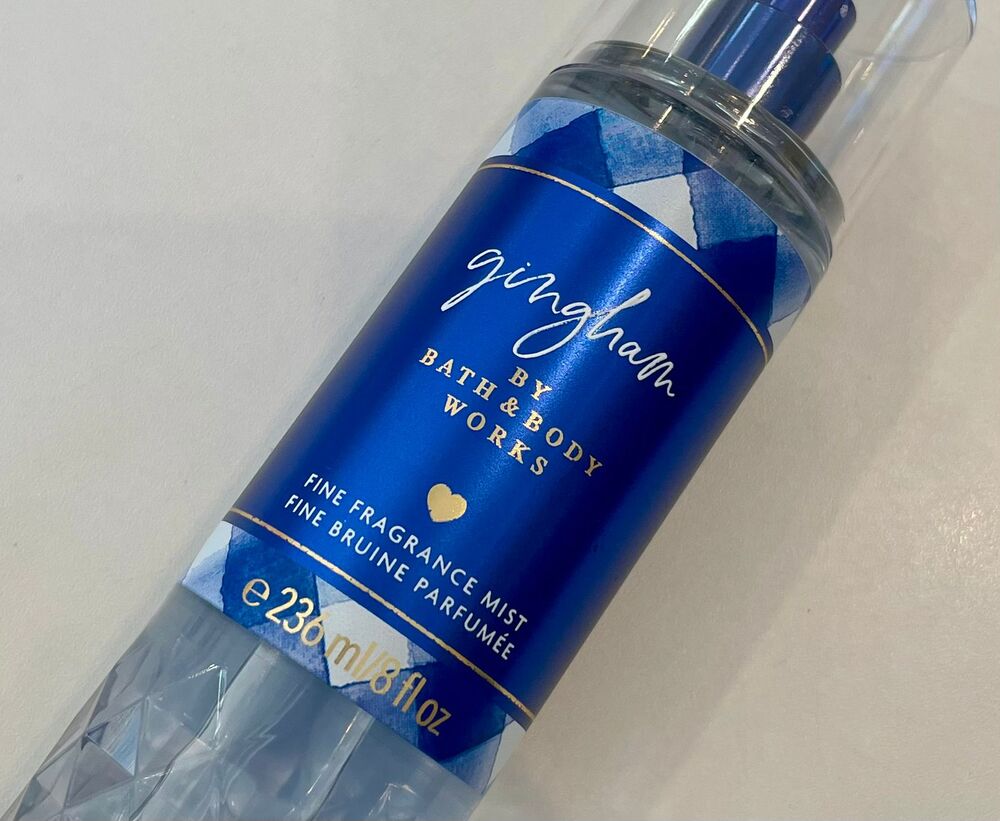 gingham
BY
BATH & BODY
WORKS
FINE FRAGRANCE MIST
FINE BRUINE PARFUMÉE
℮ 236 ml/8 fl oz